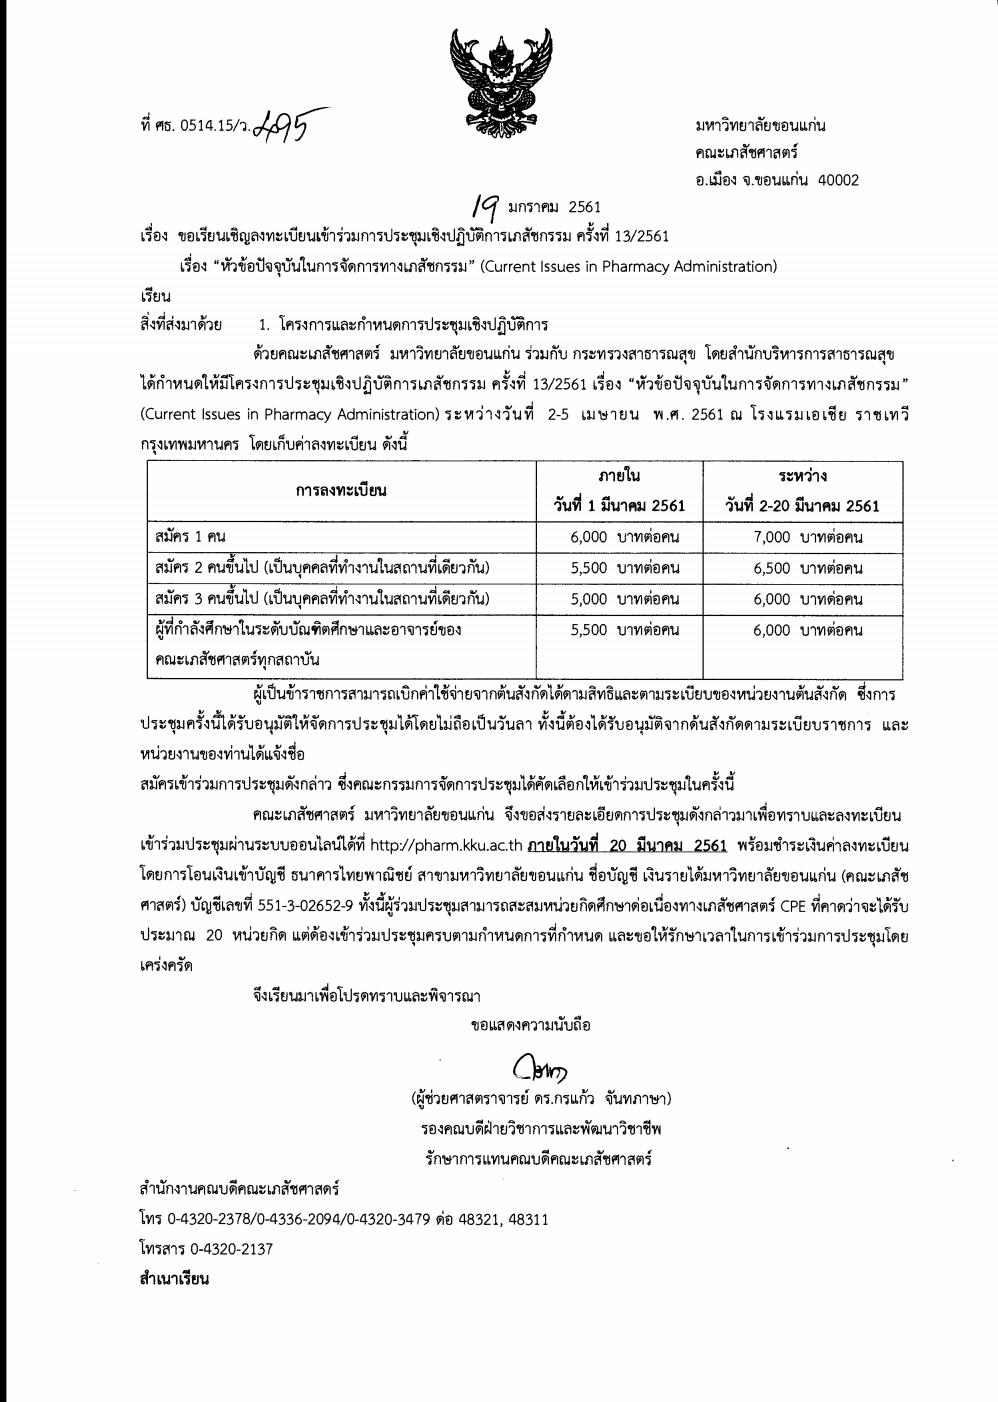 ที่ ศธ. 0514.15/ว.495
มหาวิทยาลัยขอนแก่น
คณะเภสัชศาสตร์
อ.เมือง จ.ขอนแก่น 40002
19 มกราคม 2561
เรื่อง ขอเรียนเชิญลงทะเบียนเข้าร่วมการประชุมเชิงปฏิบัติการเภสัชกรรม ครั้งที่ 13/2561
เรื่อง “หัวข้อปัจจุบันในการจัดการทางเภสัชกรรม” (Current Issues in Pharmacy Administration)
เรียน
สิ่งที่ส่งมาด้วย 1. โครงการและกำหนดการประชุมเชิงปฏิบัติการ
ด้วยคณะเภสัชศาสตร์ มหาวิทยาลัยขอนแก่น ร่วมกับ กระทรวงสาธารณสุข โดยสำนักบริหารการสาธารณสุข
ได้กำหนดให้มีโครงการประชุมเชิงปฏิบัติการเภสัชกรรม ครั้งที่ 13/2561 เรื่อง “หัวข้อปัจจุบันในการจัดการทางเภสัชกรรม”
(Current Issues in Pharmacy Administration) ระหว่างวันที่ 2-5 เมษายน พ.ศ. 2561 ณ โรงแรมเอเชีย ราชเทวี
กรุงเทพมหานคร โดยเก็บค่าลงทะเบียน ดังนี้
การลงทะเบียน ภายใน วันที่ 1 มีนาคม 2561 ระหว่าง วันที่ 2-20 มีนาคม 2561
สมัคร 1 คน 6,000 บาทต่อคน 7,000 บาทต่อคน
สมัคร 2 คนขึ้นไป (เป็นบุคคลที่ทำงานในสถานที่เดียวกัน) 5,500 บาทต่อคน 6,500 บาทต่อคน
สมัคร 3 คนขึ้นไป (เป็นบุคคลที่ทำงานในสถานที่เดียวกัน) 5,000 บาทต่อคน 6,000 บาทต่อคน
ผู้ที่กำลังศึกษาในระดับบัณฑิตศึกษาและอาจารย์ของ 5,500 บาทต่อคน 6,000 บาทต่อคน
คณะเภสัชศาสตร์ทุกสถาบัน
ผู้เป็นข้าราชการสามารถเบิกค่าใช้จ่ายจากต้นสังกัดได้ตามสิทธิและตามระเบียบของหน่วยงานต้นสังกัด ซึ่งการ
ประชุมครั้งนี้ได้รับอนุมัติให้จัดการประชุมได้โดยไม่ถือเป็นวันลา ทั้งนี้ต้องได้รับอนุมัติจากต้นสังกัดตามระเบียบราชการ และ
หน่วยงานของท่านได้แจ้งชื่อ
สมัครเข้าร่วมการประชุมดังกล่าว ซึ่งคณะกรรมการจัดการประชุมได้คัดเลือกให้เข้าร่วมประชุมในครั้งนี้
คณะเภสัชศาสตร์ มหาวิทยาลัยขอนแก่น จึงขอส่งรายละเอียดการประชุมดังกล่าวมาเพื่อทราบและลงทะเบียน
เข้าร่วมประชุมผ่านระบบออนไลน์ได้ที่ http://pharm.kku.ac.th ภายในวันที่ 20 มีนาคม 2561 พร้อมชำระเงินค่าลงทะเบียน
โดยการโอนเงินเข้าบัญชี ธนาคารไทยพาณิชย์ สาขามหาวิทยาลัยขอนแก่น ชื่อบัญชี เงินรายได้มหาวิทยาลัยขอนแก่น (คณะเภสัช
ศาสตร์) บัญชีเลขที่ 551-3-02652-9 ทั้งนี้ผู้ร่วมประชุมสามารถสะสมหน่วยกิตศึกษาต่อเนื่องทางเภสัชศาสตร์ CPE ที่คาดว่าจะได้รับ
ประมาณ 20 หน่วยกิต แต่ต้องเข้าร่วมประชุมครบตามกำหนดการที่กำหนด และขอให้รักษาเวลาในการเข้าร่วมการประชุมโดย
เคร่งครัด
จึงเรียนมาเพื่อโปรดทราบและพิจารณา
ขอแสดงความนับถือ
(ผู้ช่วยศาสตราจารย์ ดร.กรแก้ว จันทภาษา)
รองคณบดีฝ่ายวิชาการและพัฒนาวิชาชีพ
รักษาการแทนคณบดีคณะเภสัชศาสตร์
สำนักงานคณบดีคณะเภสัชศาสตร์
โทร 0-4320-2378/0-4336-2094/0-4320-3479 ต่อ 48321, 48311
โทรสาร 0-4320-2137
สำเนาเรียน